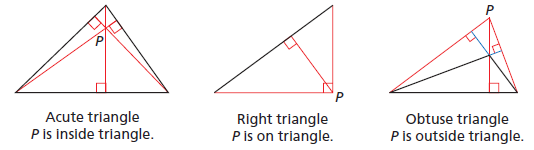 P
Acute triangle
P is inside triangle.
P
Right triangle
P is on triangle.
P
Obtuse triangle
P is outside triangle.